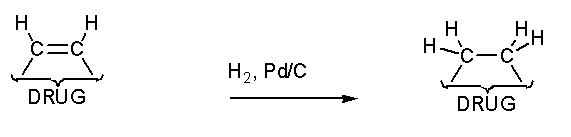 H H
C=C
DRUG
H₂, Pd/C
H H
H C C H
DRUG